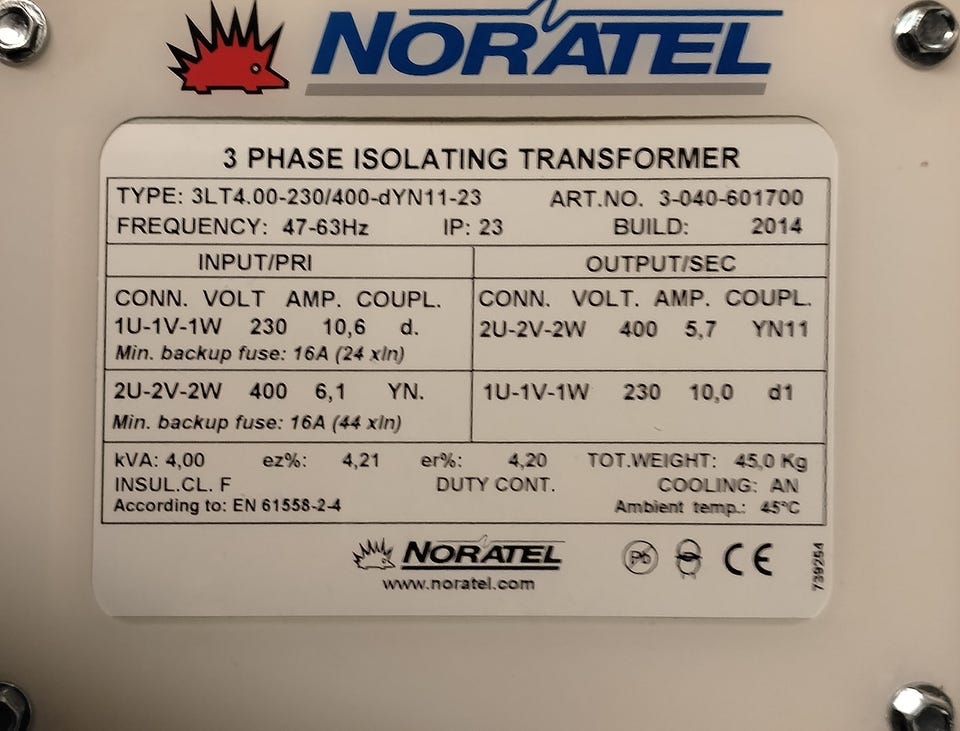 NORATEL
3 PHASE ISOLATING TRANSFORMER
TYPE: 3LT4.00-230/400-dYN11-23 ART.NO. 3-040-601700
FREQUENCY: 47-63Hz IP: 23 BUILD: 2014
INPUT/PRI OUTPUT/SEC
CONN. VOLT AMP. COUPL. CONN. VOLT. AMP. COUPL.
1U-1V-1W 230 10,6 d. 2U-2V-2W 400 5,7 YN11
Min. backup fuse: 16A (24 xIn)
2U-2V-2W 400 6,1 YN. 1U-1V-1W 230 10,0 d1
Min. backup fuse: 16A (44 xIn)
kVA: 4,00 ez%: 4,21 er%: 4,20 TOT.WEIGHT: 45,0 Kg
INSUL.CL. F DUTY CONT. COOLING: AN
According to: EN 61558-2-4 Ambient temp.: 45°C
NORATEL
www.noratel.com
Pb
CE
739254